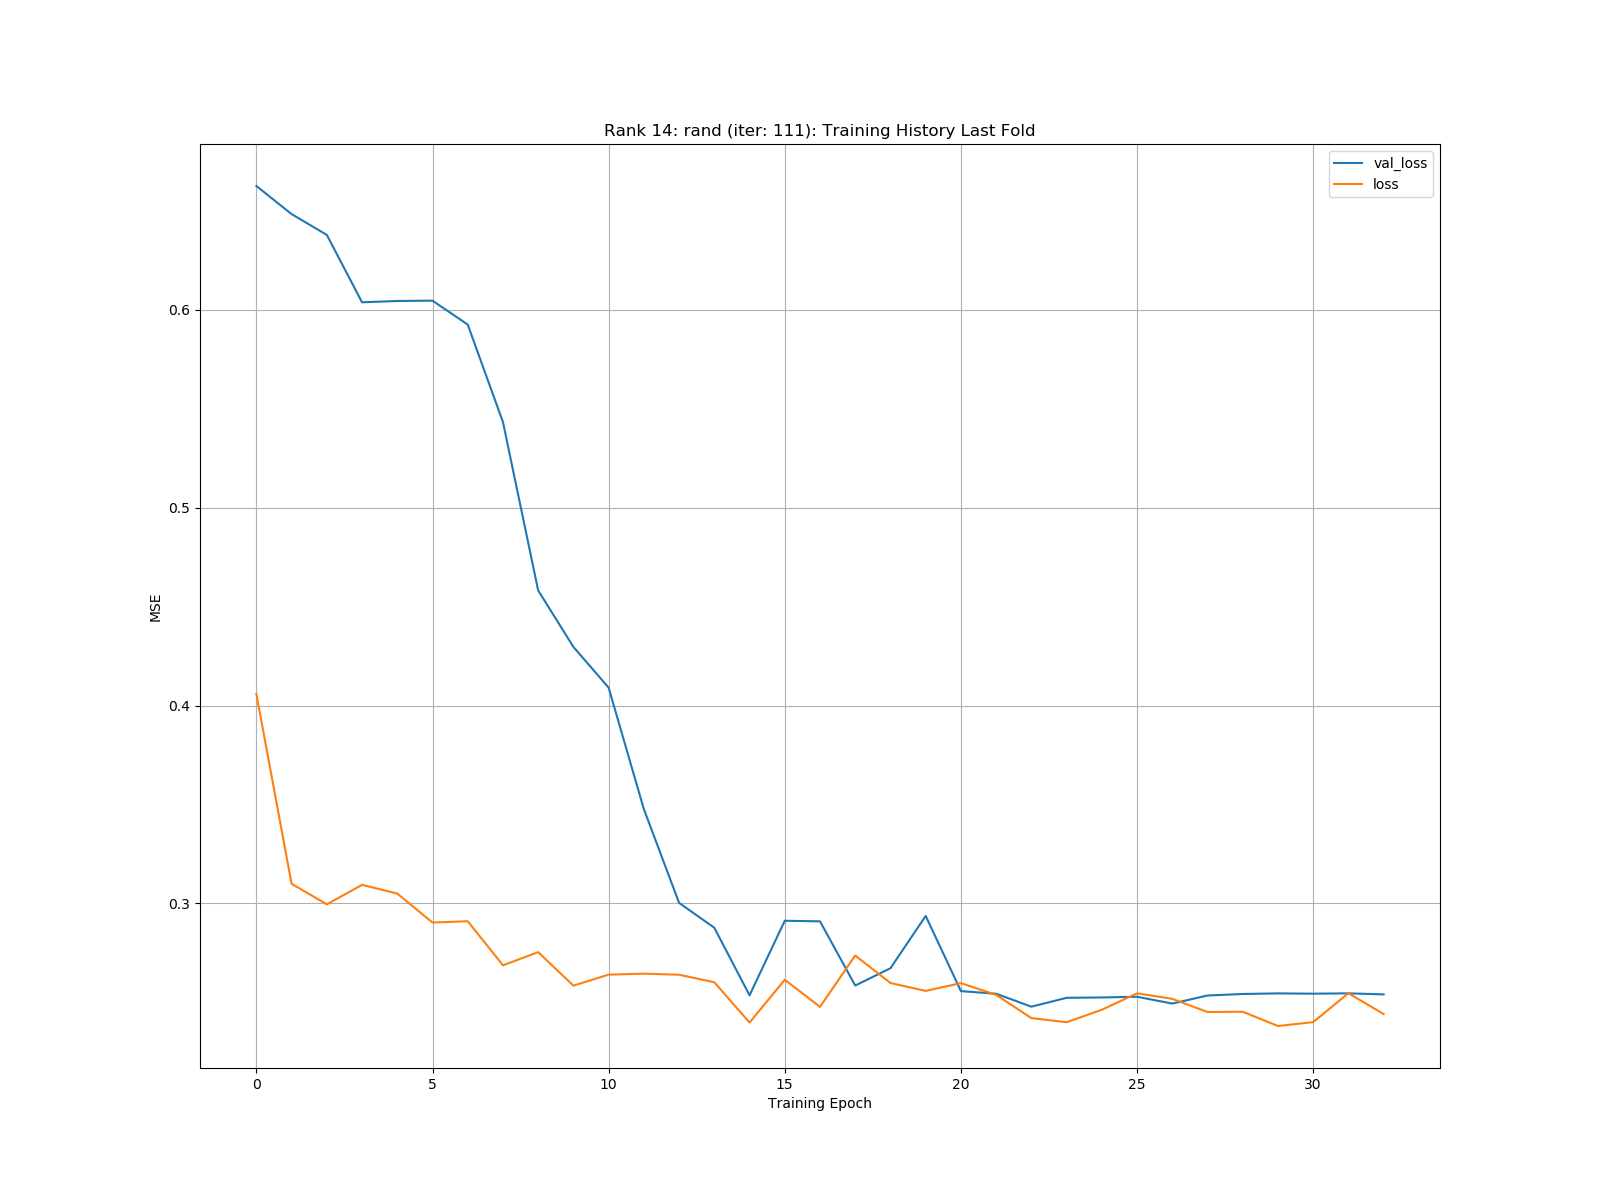 Rank 14: rand (iter: 111): Training History Last Fold
val_loss
loss
0.6
0.5
0.4
0.3
MSE
0 5 10 15 20 25 30
Training Epoch